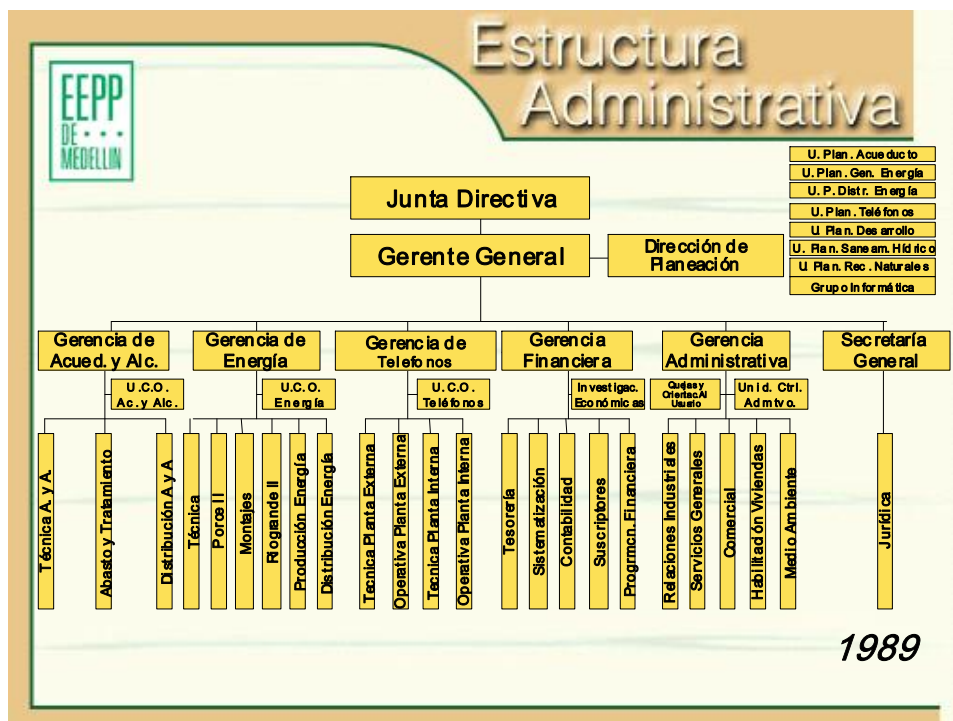 Estructura
Administrativa
EEPP
DE
MEDELLIN
U. Plan. Acueducto
U. Plan. Gen. Energía
U. P. Distr. Energía
U. Plan. Teléfonos
U. Plan. Desarrollo
U. Plan. Saneam. Hídrico
U. Plan. Rec. Naturales
Grupo Informática
Junta Directiva
Gerente General
Dirección de
Planeación
Gerencia de
Acued. y Alc.
Gerencia de
Energía
Gerencia de
Telefonos
Gerencia
Financiera
Gerencia
Administrativa
Secretaría
General
U.C.O.
Ac. y Alc.
U.C.O.
Energía
U.C.O.
Teléfonos
Investigac.
Económicas
Quejas y
Orientac.Al
Usuario
Unid. Ctrl.
Admtvo.
Técnica A. y A.
Abasto y Tratamiento
Distribución A y A
Técnica
Porce II
Montajes
Riogrande II
Producción Energía
Distribución Energía
Tecnica Planta Externa
Operativa Planta Externa
Tecnica Planta Interna
Operativa Planta Interna
Tesorería
Sistematización
Contabilidad
Suscriptores
Progrmcn. Financiera
Relaciones Industriales
Servicios Generales
Comercial
Habilitación Viviendas
Medio Ambiente
Jurídica
1989